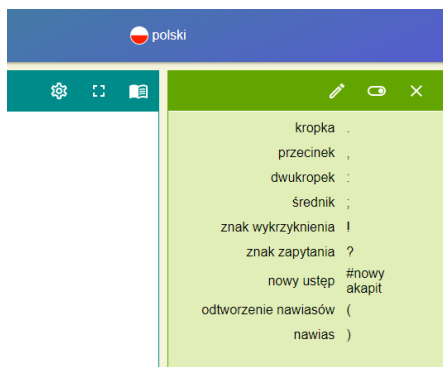 polski
kropka .
przecinek ,
dwukropek :
średnik ;
znak wykrzyknienia !
znak zapytania ?
nowy ustęp #nowy
akapit
odtworzenie nawiasów (
nawias )